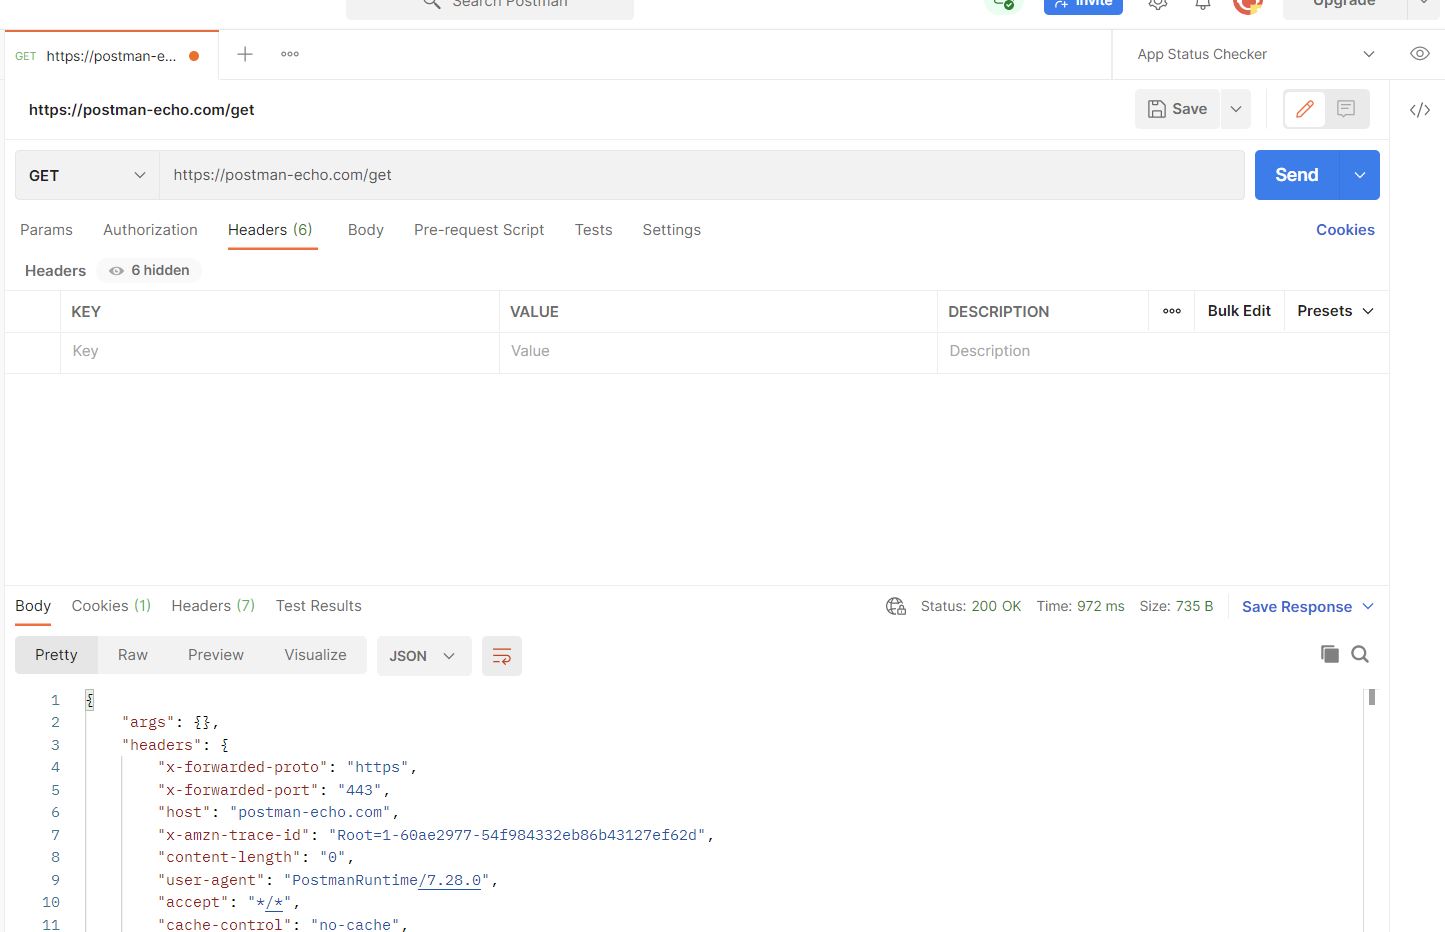 Search Postman Invite Upgrade
GET https://postman-e... App Status Checker
https://postman-echo.com/get Save
GET https://postman-echo.com/get Send
Params Authorization Headers (6) Body Pre-request Script Tests Settings Cookies
Headers 6 hidden
KEY VALUE DESCRIPTION Bulk Edit Presets
Key Value Description
Body Cookies (1) Headers (7) Test Results Status: 200 OK Time: 972 ms Size: 735 B Save Response
Pretty Raw Preview Visualize JSON
1 {
2 "args": {},
3 "headers": {
4 "x-forwarded-proto": "https",
5 "x-forwarded-port": "443",
6 "host": "postman-echo.com",
7 "x-amzn-trace-id": "Root=1-60ae2977-54f984332eb86b43127ef62d",
8 "content-length": "0",
9 "user-agent": "PostmanRuntime/7.28.0",
10 "accept": "*/*",
11 "cache-control": "no-cache",